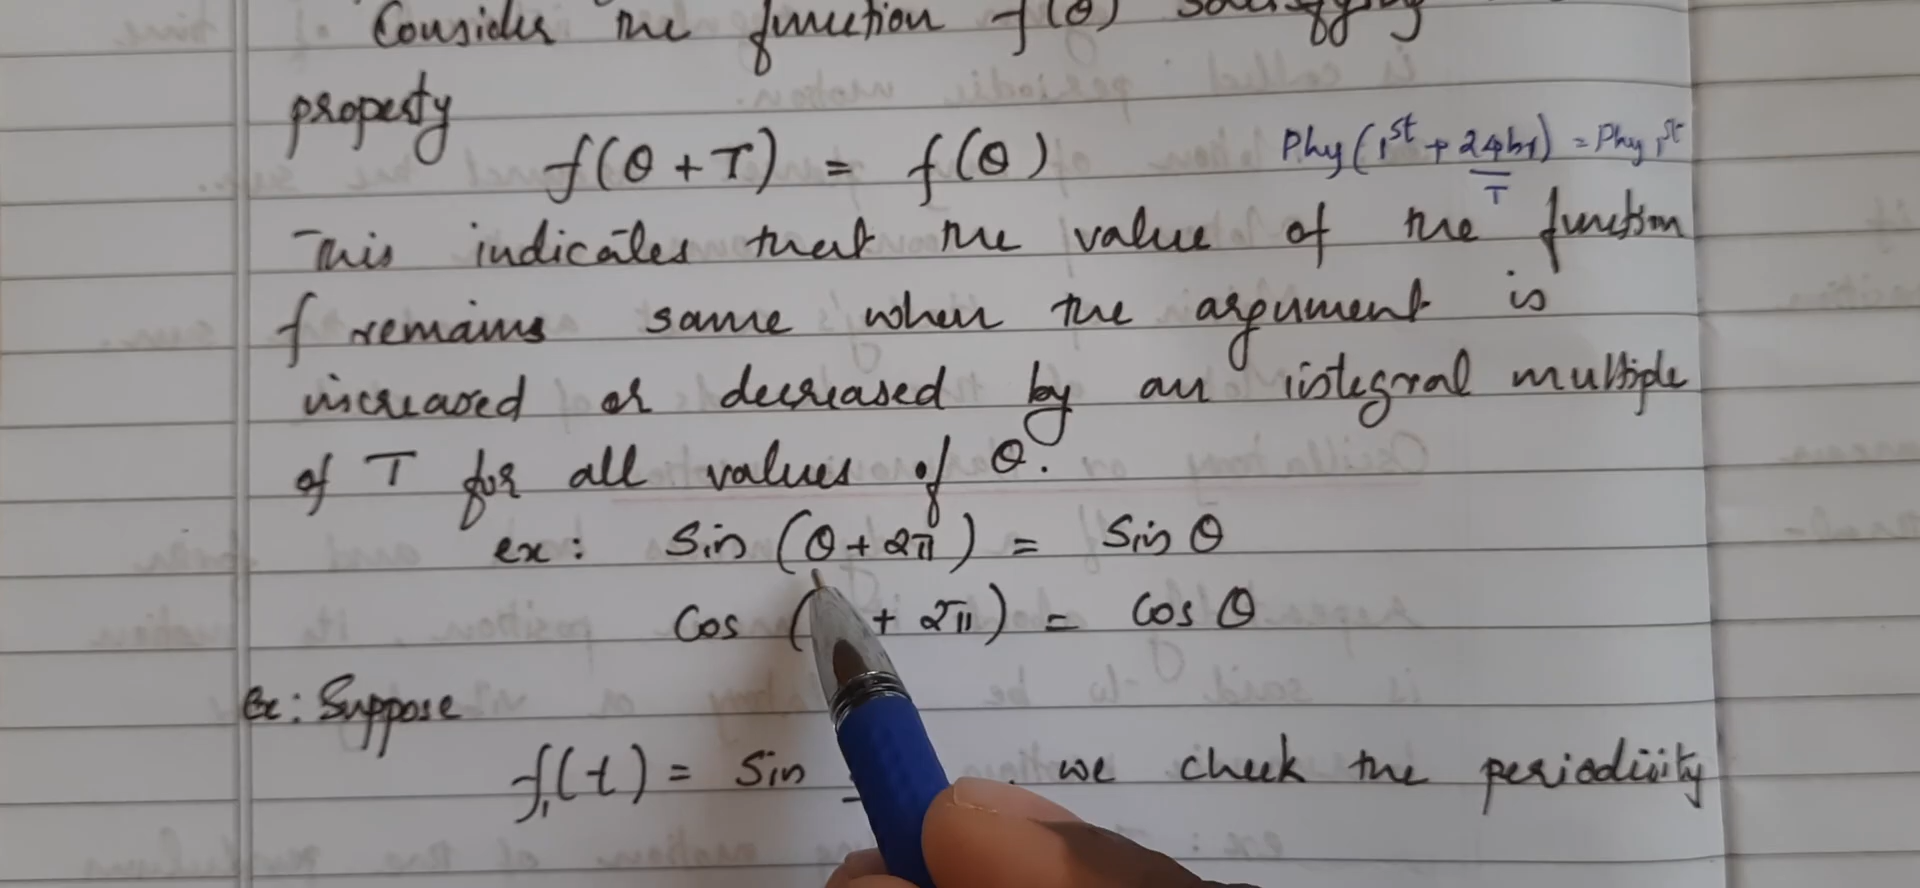 Consider the function f(θ) satisfying
property
f(θ + T) = f(θ)
Phy (1st + 24hr) = Phy 1st
T
This indicates that the value of the function
f remains same when the argument is
increased or decreased by an integral multiple
of T for all values of θ.
ex: Sin (θ + 2π) = Sin θ
Cos ( + 2π) = Cos θ
Ex: Suppose
f₁(t) = Sin . we check the periodicity